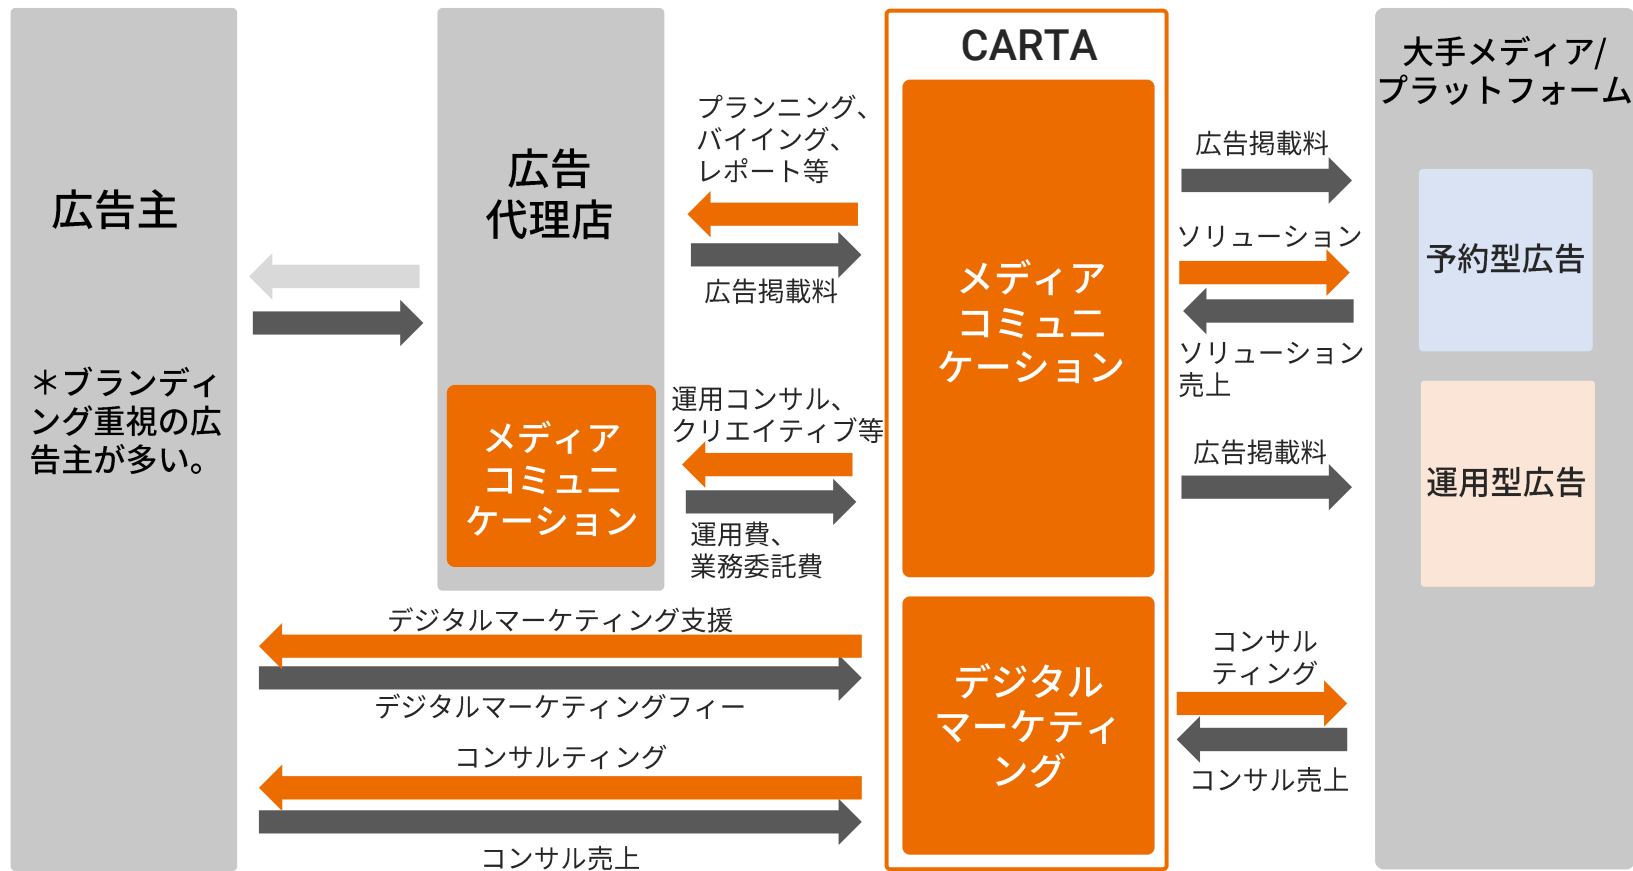 広告主
＊ブランディ
ング重視の広
告主が多い。
広告
代理店
メディア
コミュニ
ケーション
プランニング、
バイイング、
レポート等
広告掲載料
運用コンサル、
クリエイティブ等
運用費、
業務委託費
デジタルマーケティング支援
デジタルマーケティングフィー
コンサルティング
コンサル売上
CARTA
メディア
コミュニ
ケーション
デジタル
マーケティ
ング
広告掲載料
ソリューション
ソリューション
売上
広告掲載料
コンサル
ティング
コンサル売上
大手メディア/
プラットフォーム
予約型広告
運用型広告